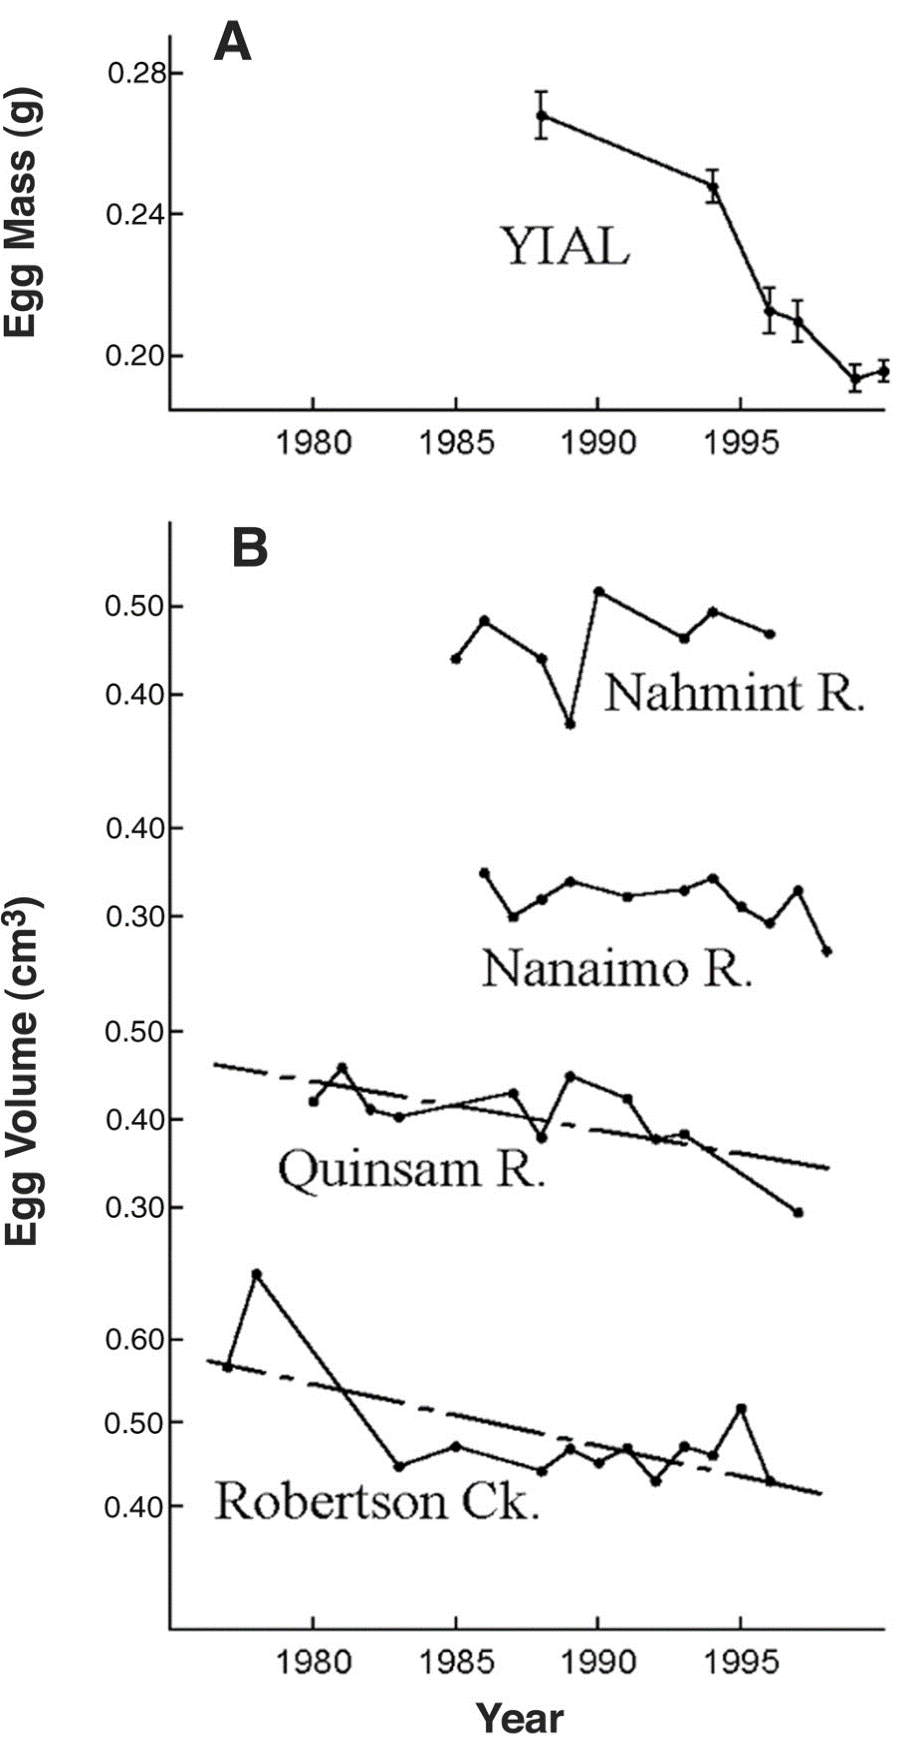 A
Egg Mass (g)
0.28
0.24
0.20
YIAL
1980 1985 1990 1995
B
Egg Volume (cm³)
0.50
0.40
Nahmint R.
0.40
0.30
Nanaimo R.
0.50
0.40
0.30
Quinsam R.
0.60
0.50
0.40
Robertson Ck.
1980 1985 1990 1995
Year